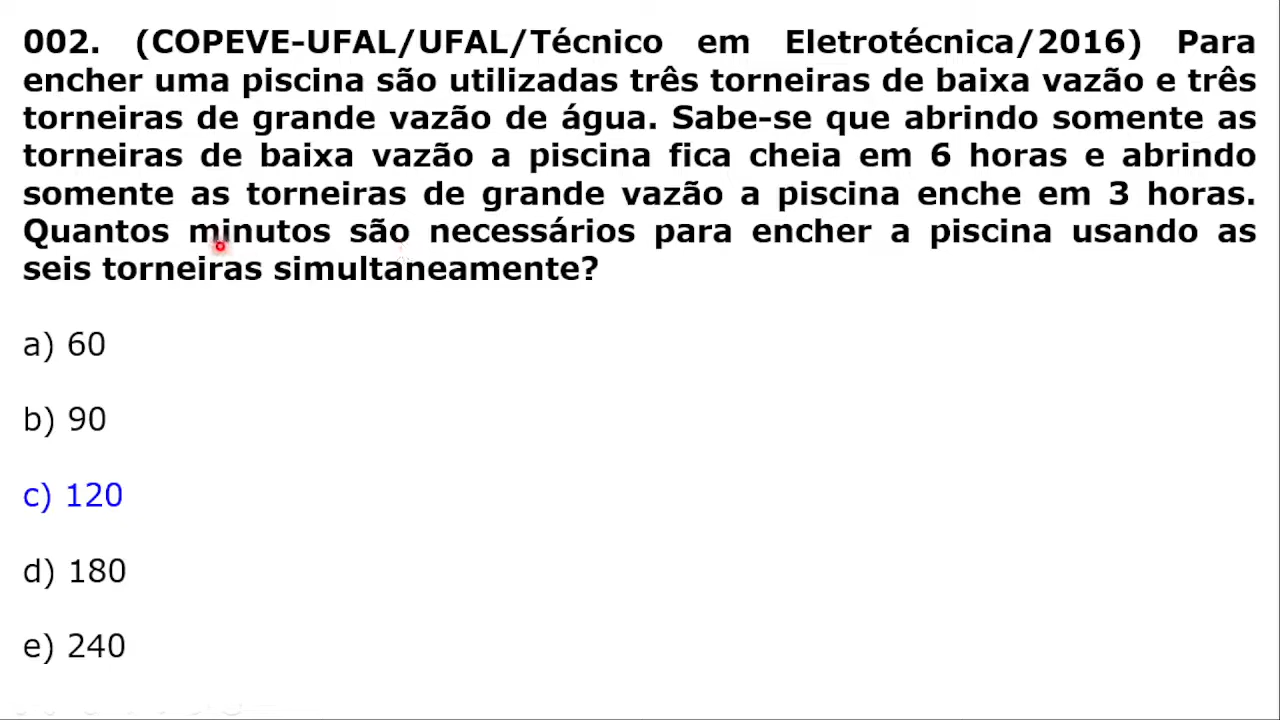 002. (COPEVE-UFAL/UFAL/Técnico em Eletrotécnica/2016) Para
encher uma piscina são utilizadas três torneiras de baixa vazão e três
torneiras de grande vazão de água. Sabe-se que abrindo somente as
torneiras de baixa vazão a piscina fica cheia em 6 horas e abrindo
somente as torneiras de grande vazão a piscina enche em 3 horas.
Quantos minutos são necessários para encher a piscina usando as
seis torneiras simultaneamente?
a) 60
b) 90
c) 120
d) 180
e) 240